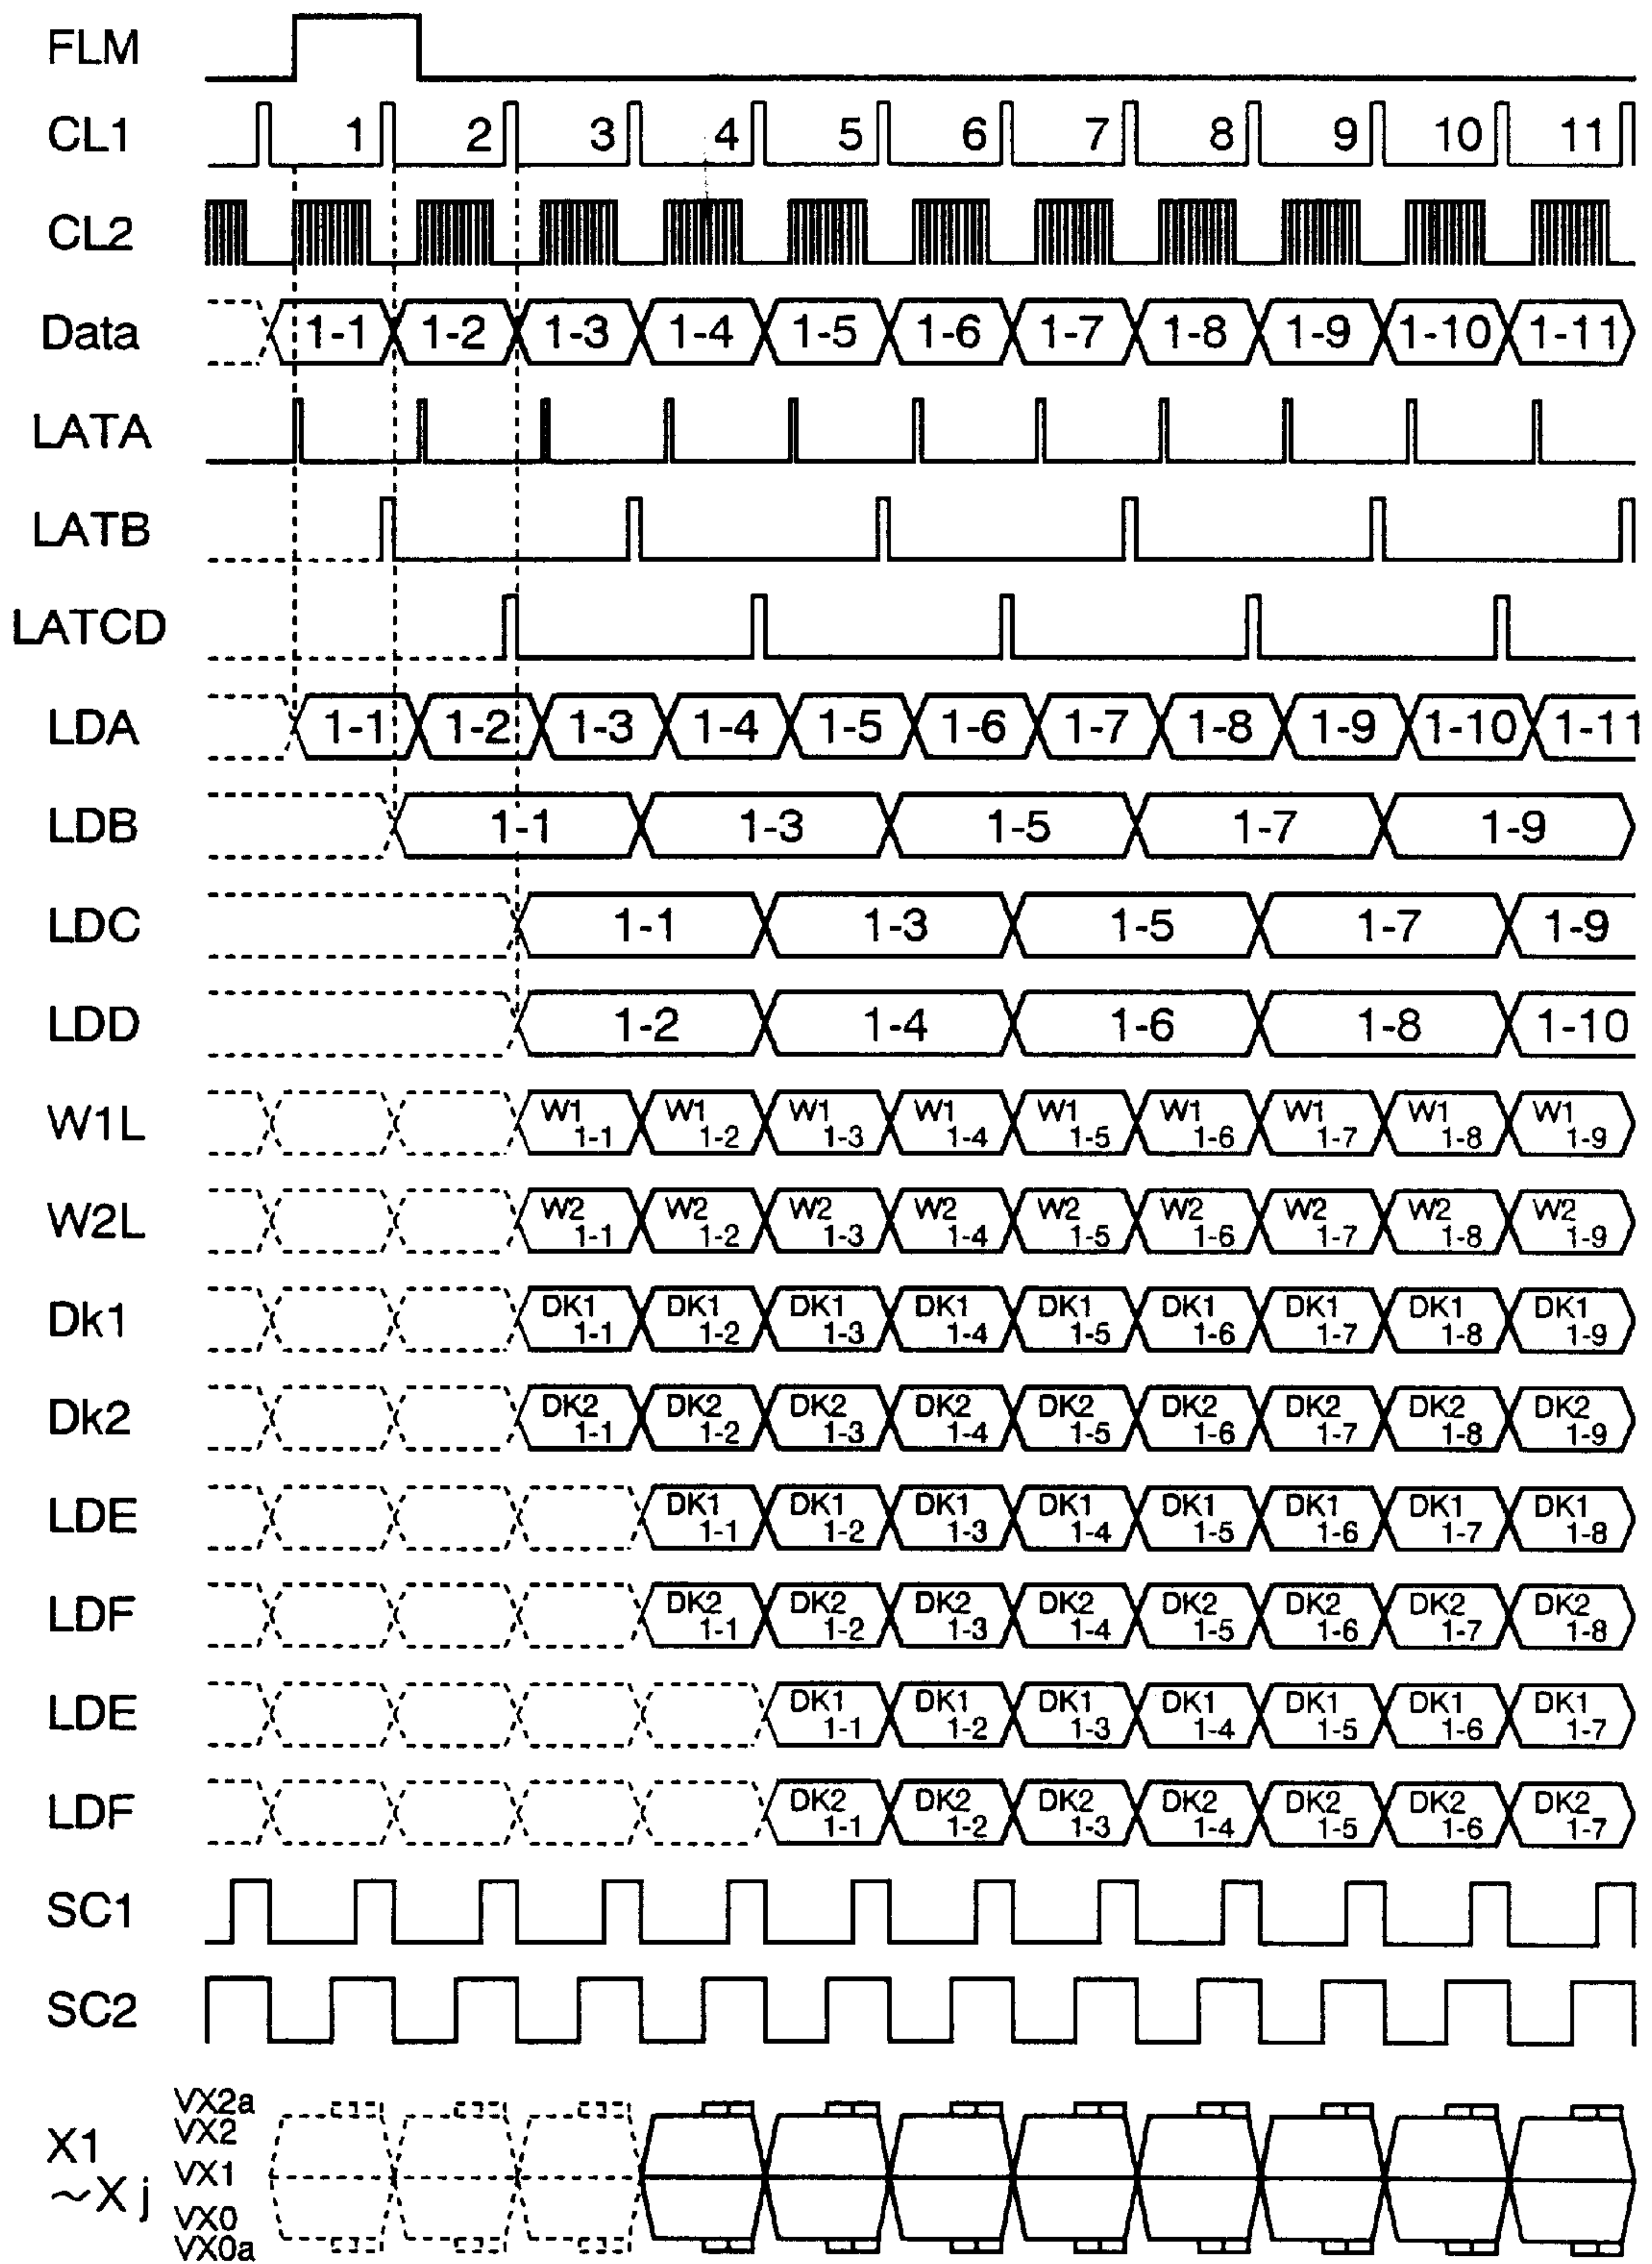 FLM
CL1 1 2 3 4 5 6 7 8 9 10 11
CL2
Data 1-1 1-2 1-3 1-4 1-5 1-6 1-7 1-8 1-9 1-10 1-11
LATA
LATB
LATCD
LDA 1-1 1-2 1-3 1-4 1-5 1-6 1-7 1-8 1-9 1-10 1-11
LDB 1-1 1-3 1-5 1-7 1-9
LDC 1-1 1-3 1-5 1-7 1-9
LDD 1-2 1-4 1-6 1-8 1-10
W1L W1 1-1 W1 1-2 W1 1-3 W1 1-4 W1 1-5 W1 1-6 W1 1-7 W1 1-8 W1 1-9
W2L W2 1-1 W2 1-2 W2 1-3 W2 1-4 W2 1-5 W2 1-6 W2 1-7 W2 1-8 W2 1-9
Dk1 DK1 1-1 DK1 1-2 DK1 1-3 DK1 1-4 DK1 1-5 DK1 1-6 DK1 1-7 DK1 1-8 DK1 1-9
Dk2 DK2 1-1 DK2 1-2 DK2 1-3 DK2 1-4 DK2 1-5 DK2 1-6 DK2 1-7 DK2 1-8 DK2 1-9
LDE DK1 1-1 DK1 1-2 DK1 1-3 DK1 1-4 DK1 1-5 DK1 1-6 DK1 1-7 DK1 1-8
LDF DK2 1-1 DK2 1-2 DK2 1-3 DK2 1-4 DK2 1-5 DK2 1-6 DK2 1-7 DK2 1-8
LDE DK1 1-1 DK1 1-2 DK1 1-3 DK1 1-4 DK1 1-5 DK1 1-6 DK1 1-7
LDF DK2 1-1 DK2 1-2 DK2 1-3 DK2 1-4 DK2 1-5 DK2 1-6 DK2 1-7
SC1
SC2
X1
~Xj
VX2a
VX2
VX1
VX0
VX0a